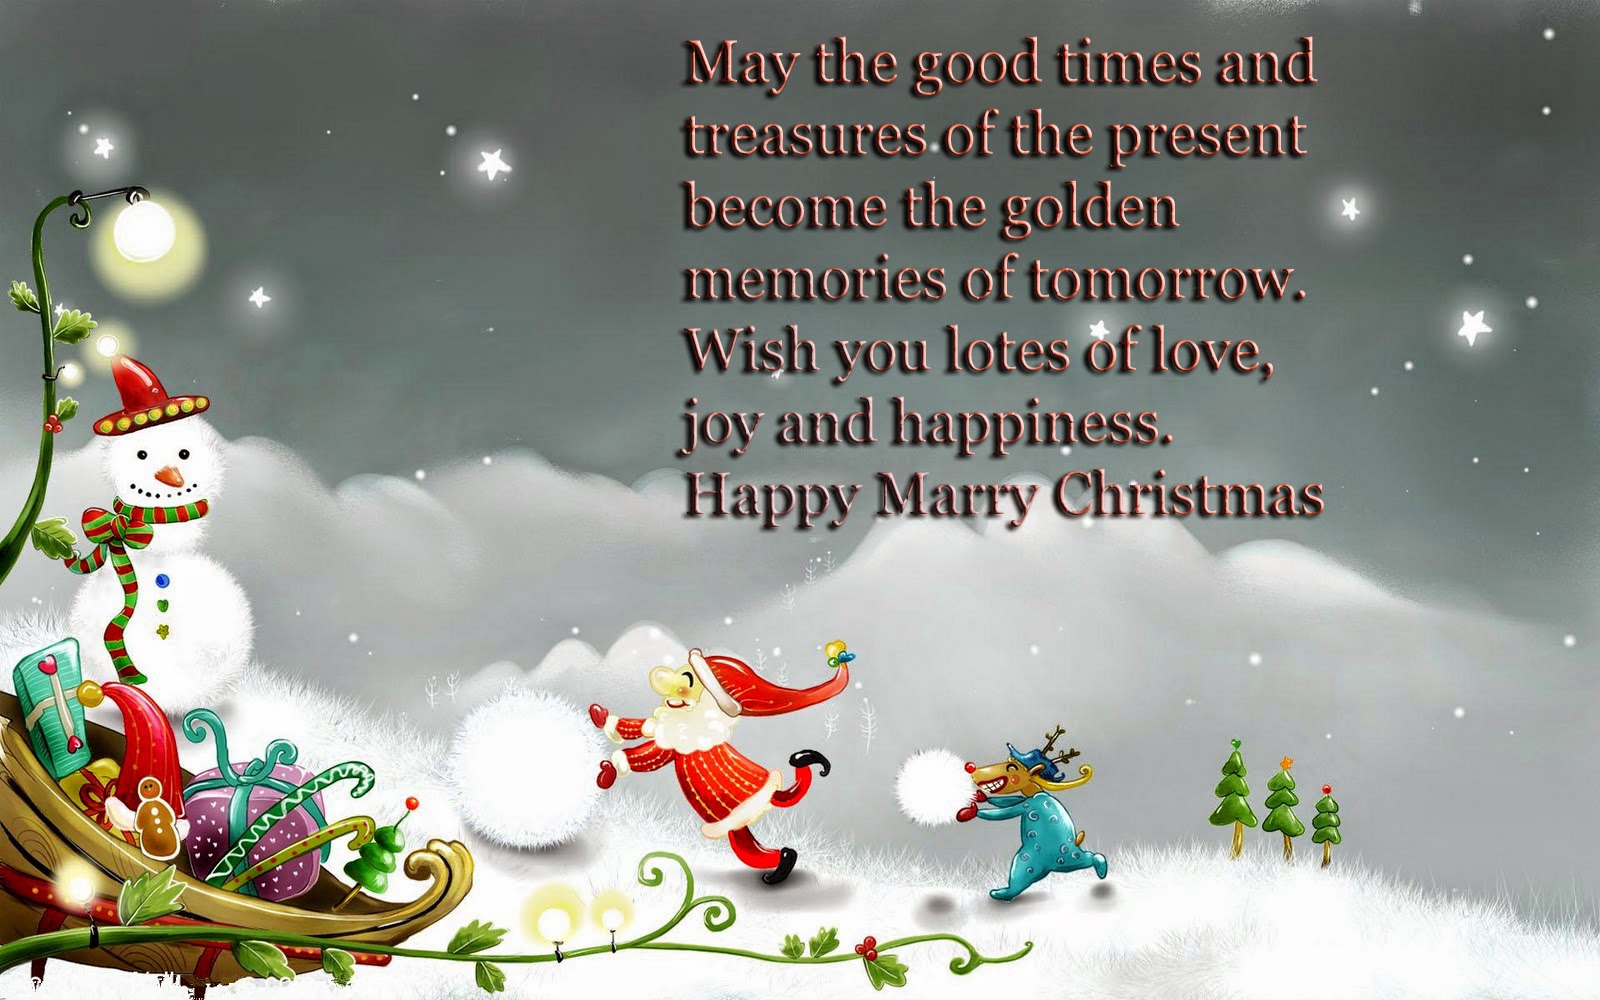 May the good times and
treasures of the present
become the golden
memories of tomorrow.
Wish you lotes of love,
joy and happiness.
Happy Marry Christmas